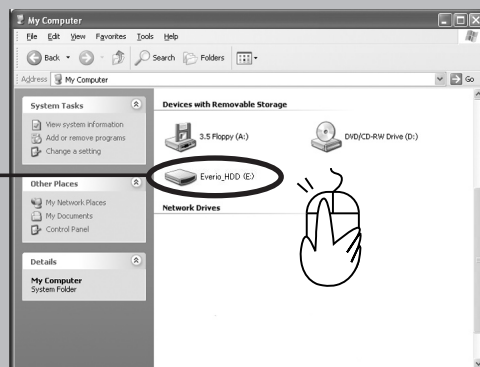 My Computer
File Edit View Favorites Tools Help
Back Search Folders
Address My Computer Go
System Tasks
View system information
Add or remove programs
Change a setting
Other Places
My Network Places
My Documents
Control Panel
Details
My Computer
System Folder
Devices with Removable Storage
3.5 Floppy (A:) DVD/CD-RW Drive (D:)
Everio_HDD (E:)
Network Drives